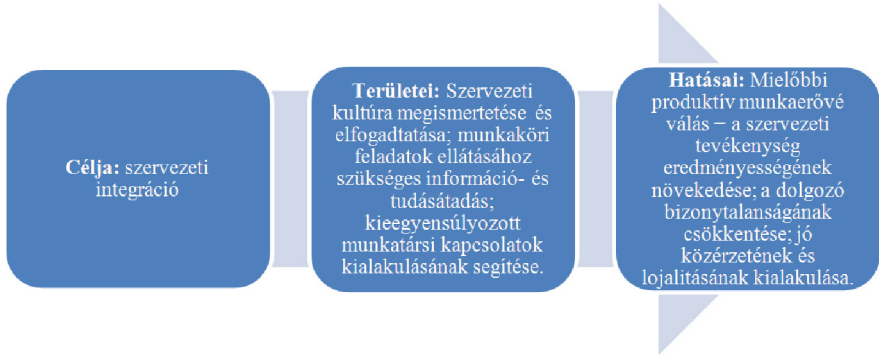 Célja: szervezeti
integráció
Területei: Szervezeti
kultúra megismertetése és
elfogadtatása; munkaköri
feladatok ellátásához
szükséges információ- és
tudásátadás;
kieegyensúlyozott
munkatársi kapcsolatok
kialakulásának segítése.
Hatásai: Mielőbbi
produktív munkaerővé
válás – a szervezeti
tevékenység
eredményességének
növekedése; a dolgozó
bizonytalanságának
csökkentése; jó
közérzetének és
lojalitásának kialakulása.